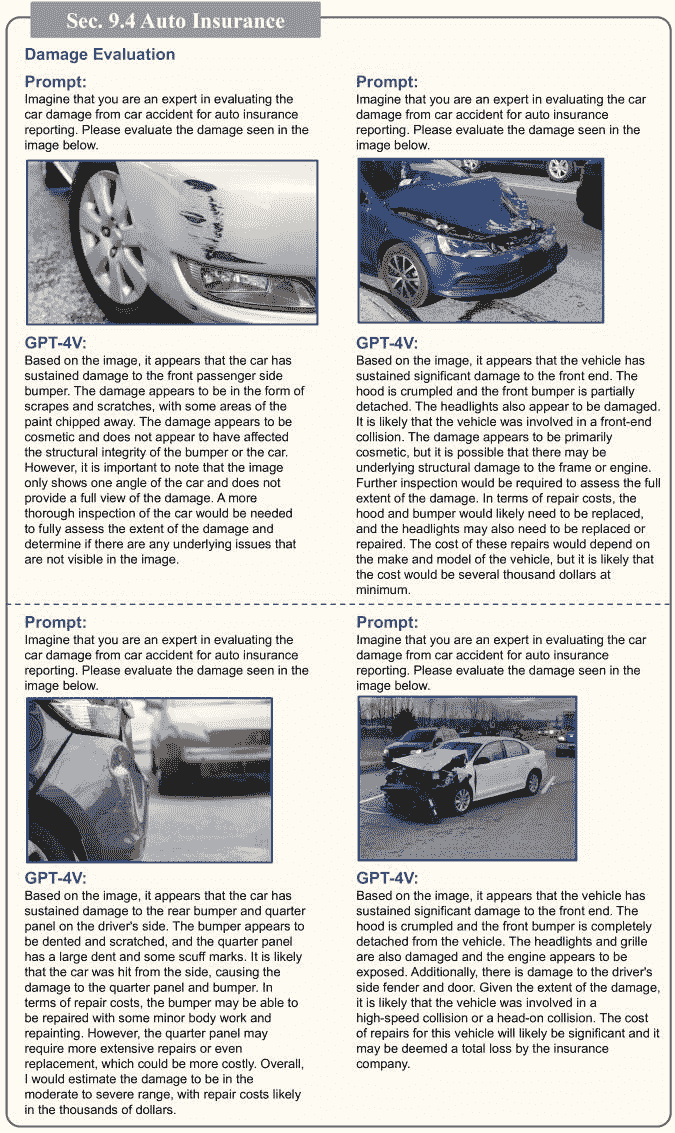 Sec. 9.4 Auto Insurance
Damage Evaluation
Prompt:
Imagine that you are an expert in evaluating the
car damage from car accident for auto insurance
reporting. Please evaluate the damage seen in the
image below.
GPT-4V:
Based on the image, it appears that the car has
sustained damage to the front passenger side
bumper. The damage appears to be in the form of
scrapes and scratches, with some areas of the
paint chipped away. The damage appears to be
cosmetic and does not appear to have affected
the structural integrity of the bumper or the car.
However, it is important to note that the image
only shows one angle of the car and does not
provide a full view of the damage. A more
thorough inspection of the car would be needed
to fully assess the extent of the damage and
determine if there are any underlying issues that
are not visible in the image.
Prompt:
Imagine that you are an expert in evaluating the car
damage from car accident for auto insurance
reporting. Please evaluate the damage seen in the
image below.
GPT-4V:
Based on the image, it appears that the vehicle has
sustained significant damage to the front end. The
hood is crumpled and the front bumper is partially
detached. The headlights also appear to be damaged.
It is likely that the vehicle was involved in a front-end
collision. The damage appears to be primarily
cosmetic, but it is possible that there may be
underlying structural damage to the frame or engine.
Further inspection would be required to assess the full
extent of the damage. In terms of repair costs, the
hood and bumper would likely need to be replaced,
and the headlights may also need to be replaced or
repaired. The cost of these repairs would depend on
the make and model of the vehicle, but it is likely that
the cost would be several thousand dollars at
minimum.
Prompt:
Imagine that you are an expert in evaluating the
car damage from car accident for auto insurance
reporting. Please evaluate the damage seen in the
image below.
GPT-4V:
Based on the image, it appears that the car has
sustained damage to the rear bumper and quarter
panel on the driver's side. The bumper appears to
be dented and scratched, and the quarter panel
has a large dent and some scuff marks. It is likely
that the car was hit from the side, causing the
damage to the quarter panel and bumper. In
terms of repair costs, the bumper may be able to
be repaired with some minor body work and
repainting. However, the quarter panel may
require more extensive repairs or even
replacement, which could be more costly. Overall,
I would estimate the damage to be in the
moderate to severe range, with repair costs likely
in the thousands of dollars.
Prompt:
Imagine that you are an expert in evaluating the car
damage from car accident for auto insurance
reporting. Please evaluate the damage seen in the
image below.
GPT-4V:
Based on the image, it appears that the vehicle has
sustained significant damage to the front end. The
hood is crumpled and the front bumper is completely
detached from the vehicle. The headlights and grille
are also damaged and the engine appears to be
exposed. Additionally, there is damage to the driver's
side fender and door. Given the extent of the damage,
it is likely that the vehicle was involved in a
high-speed collision or a head-on collision. The cost
of repairs for this vehicle will likely be significant and it
may be deemed a total loss by the insurance
company.